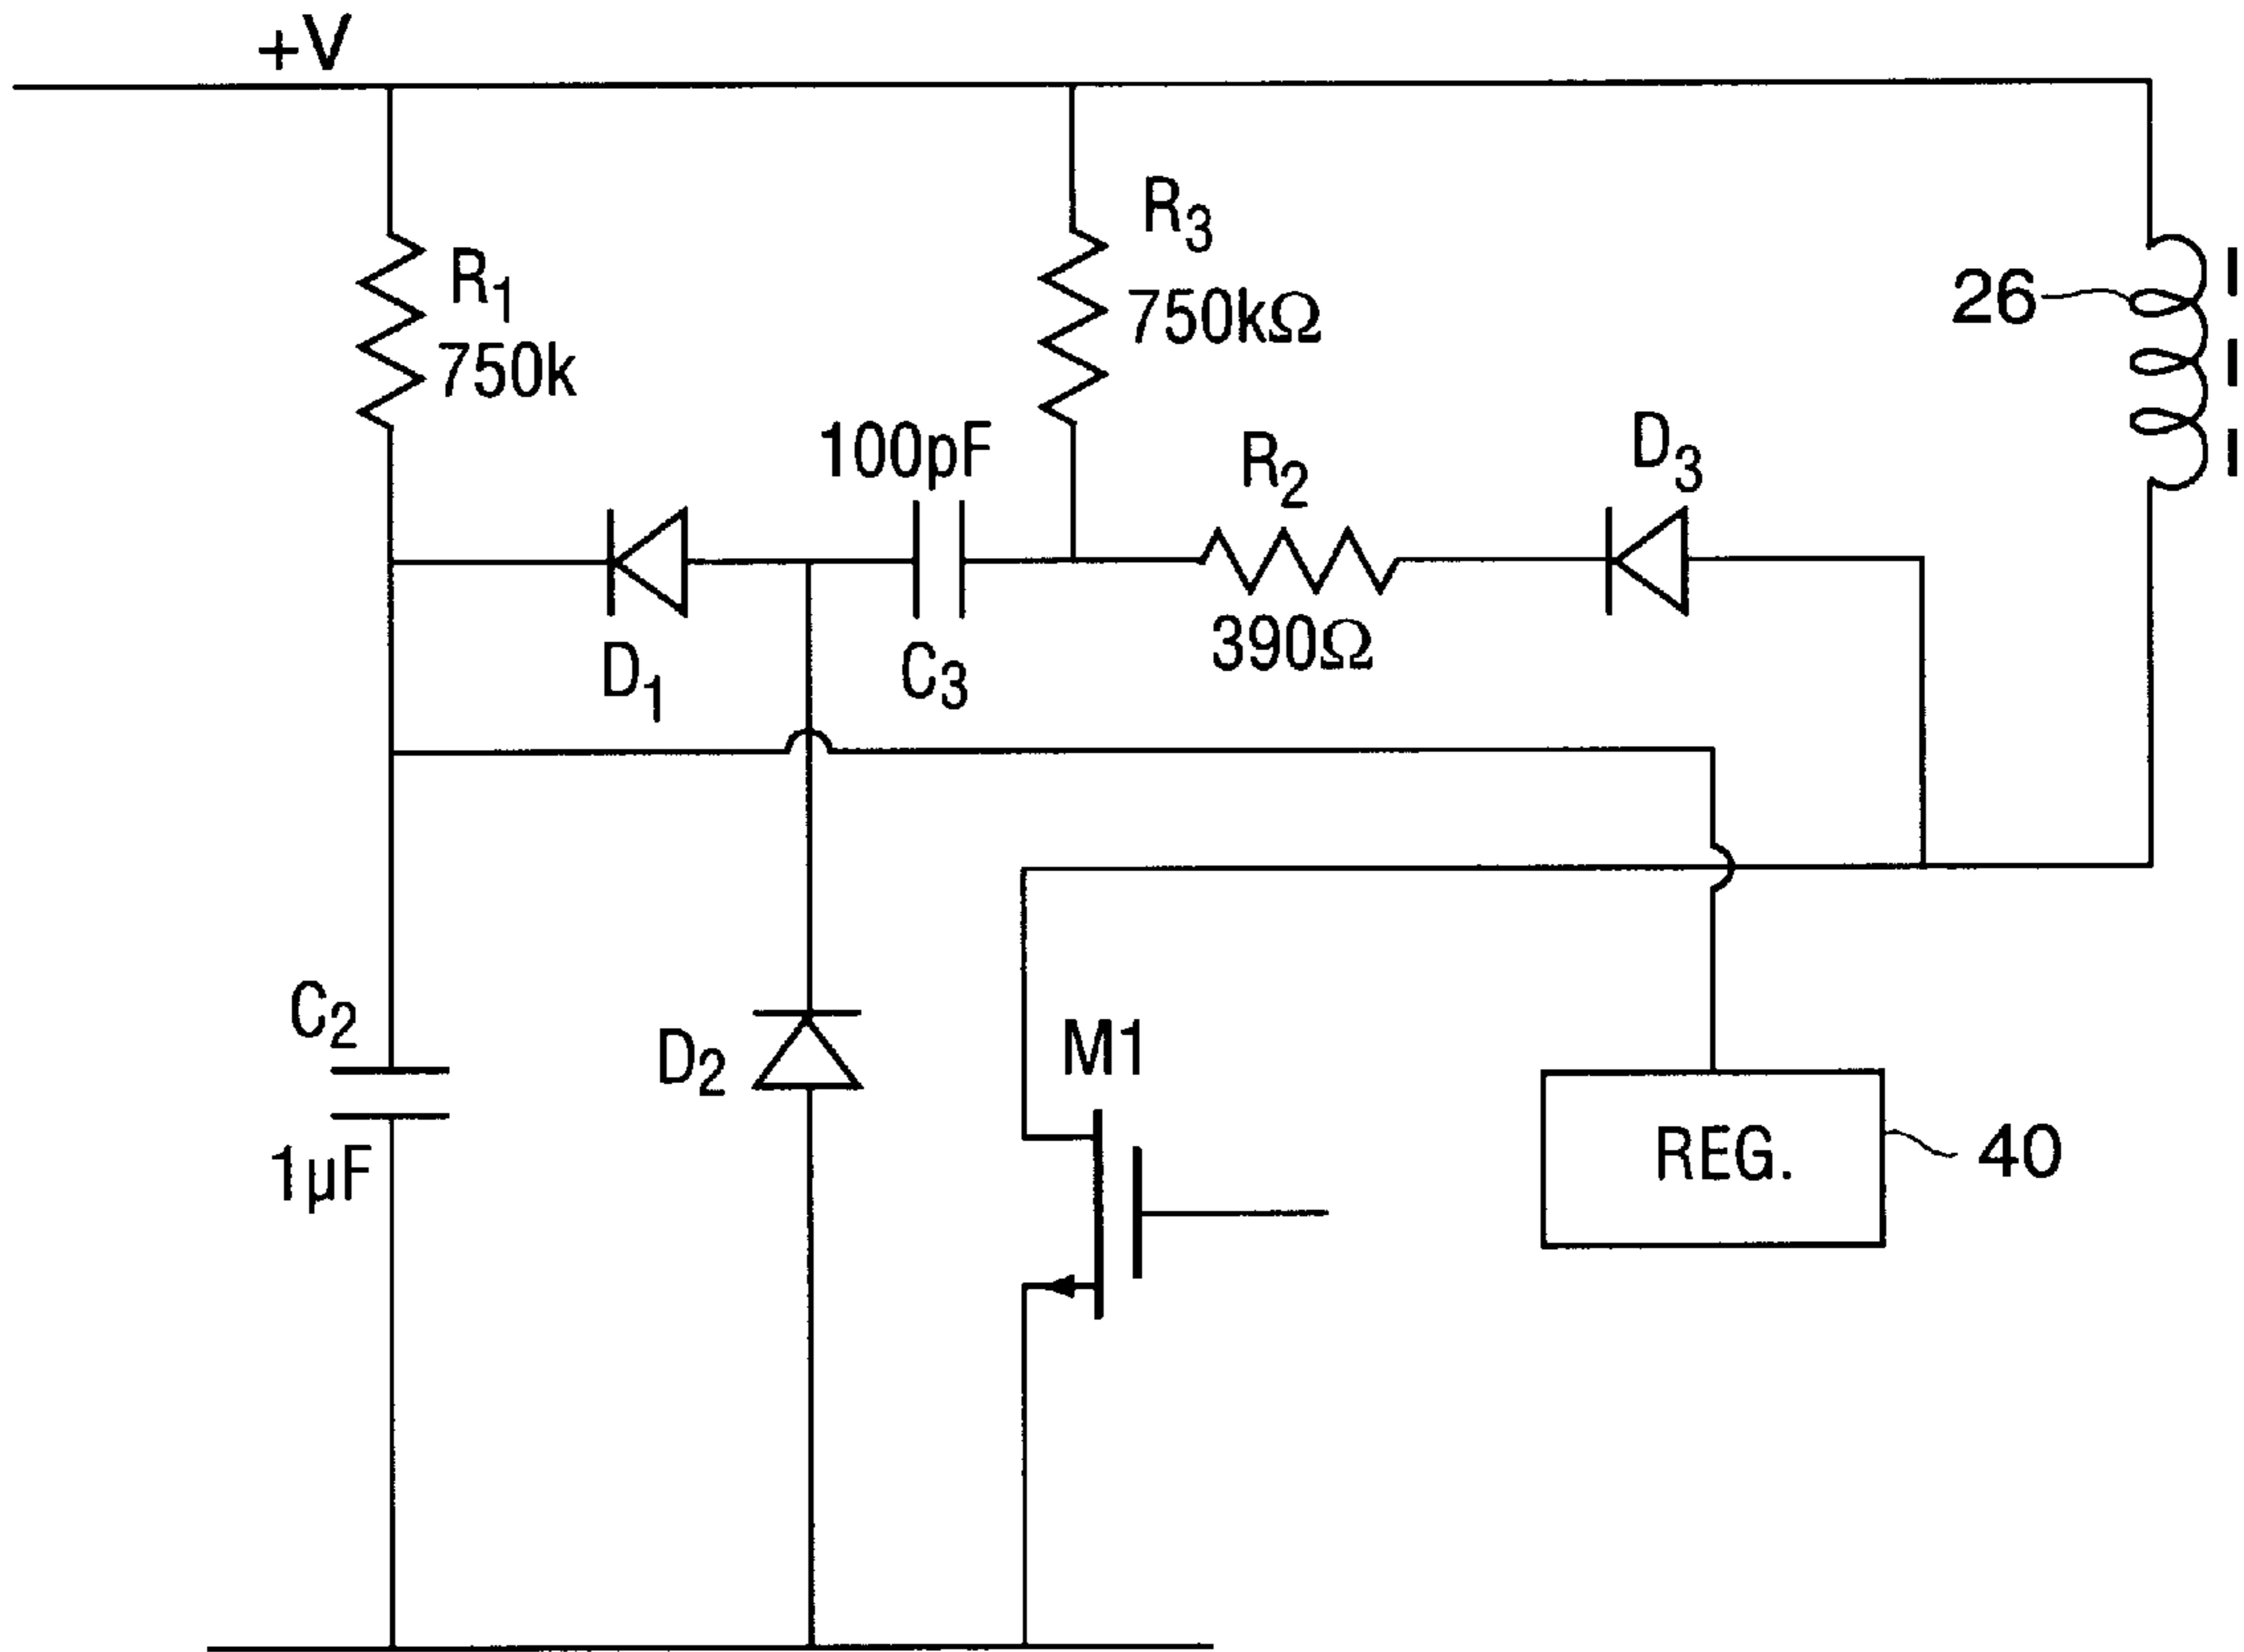 +V
R3
750kΩ
R1
750k
26
100pF
R2
D3
D1
C3
390Ω
C2
1μF
D2
M1
REG.
40